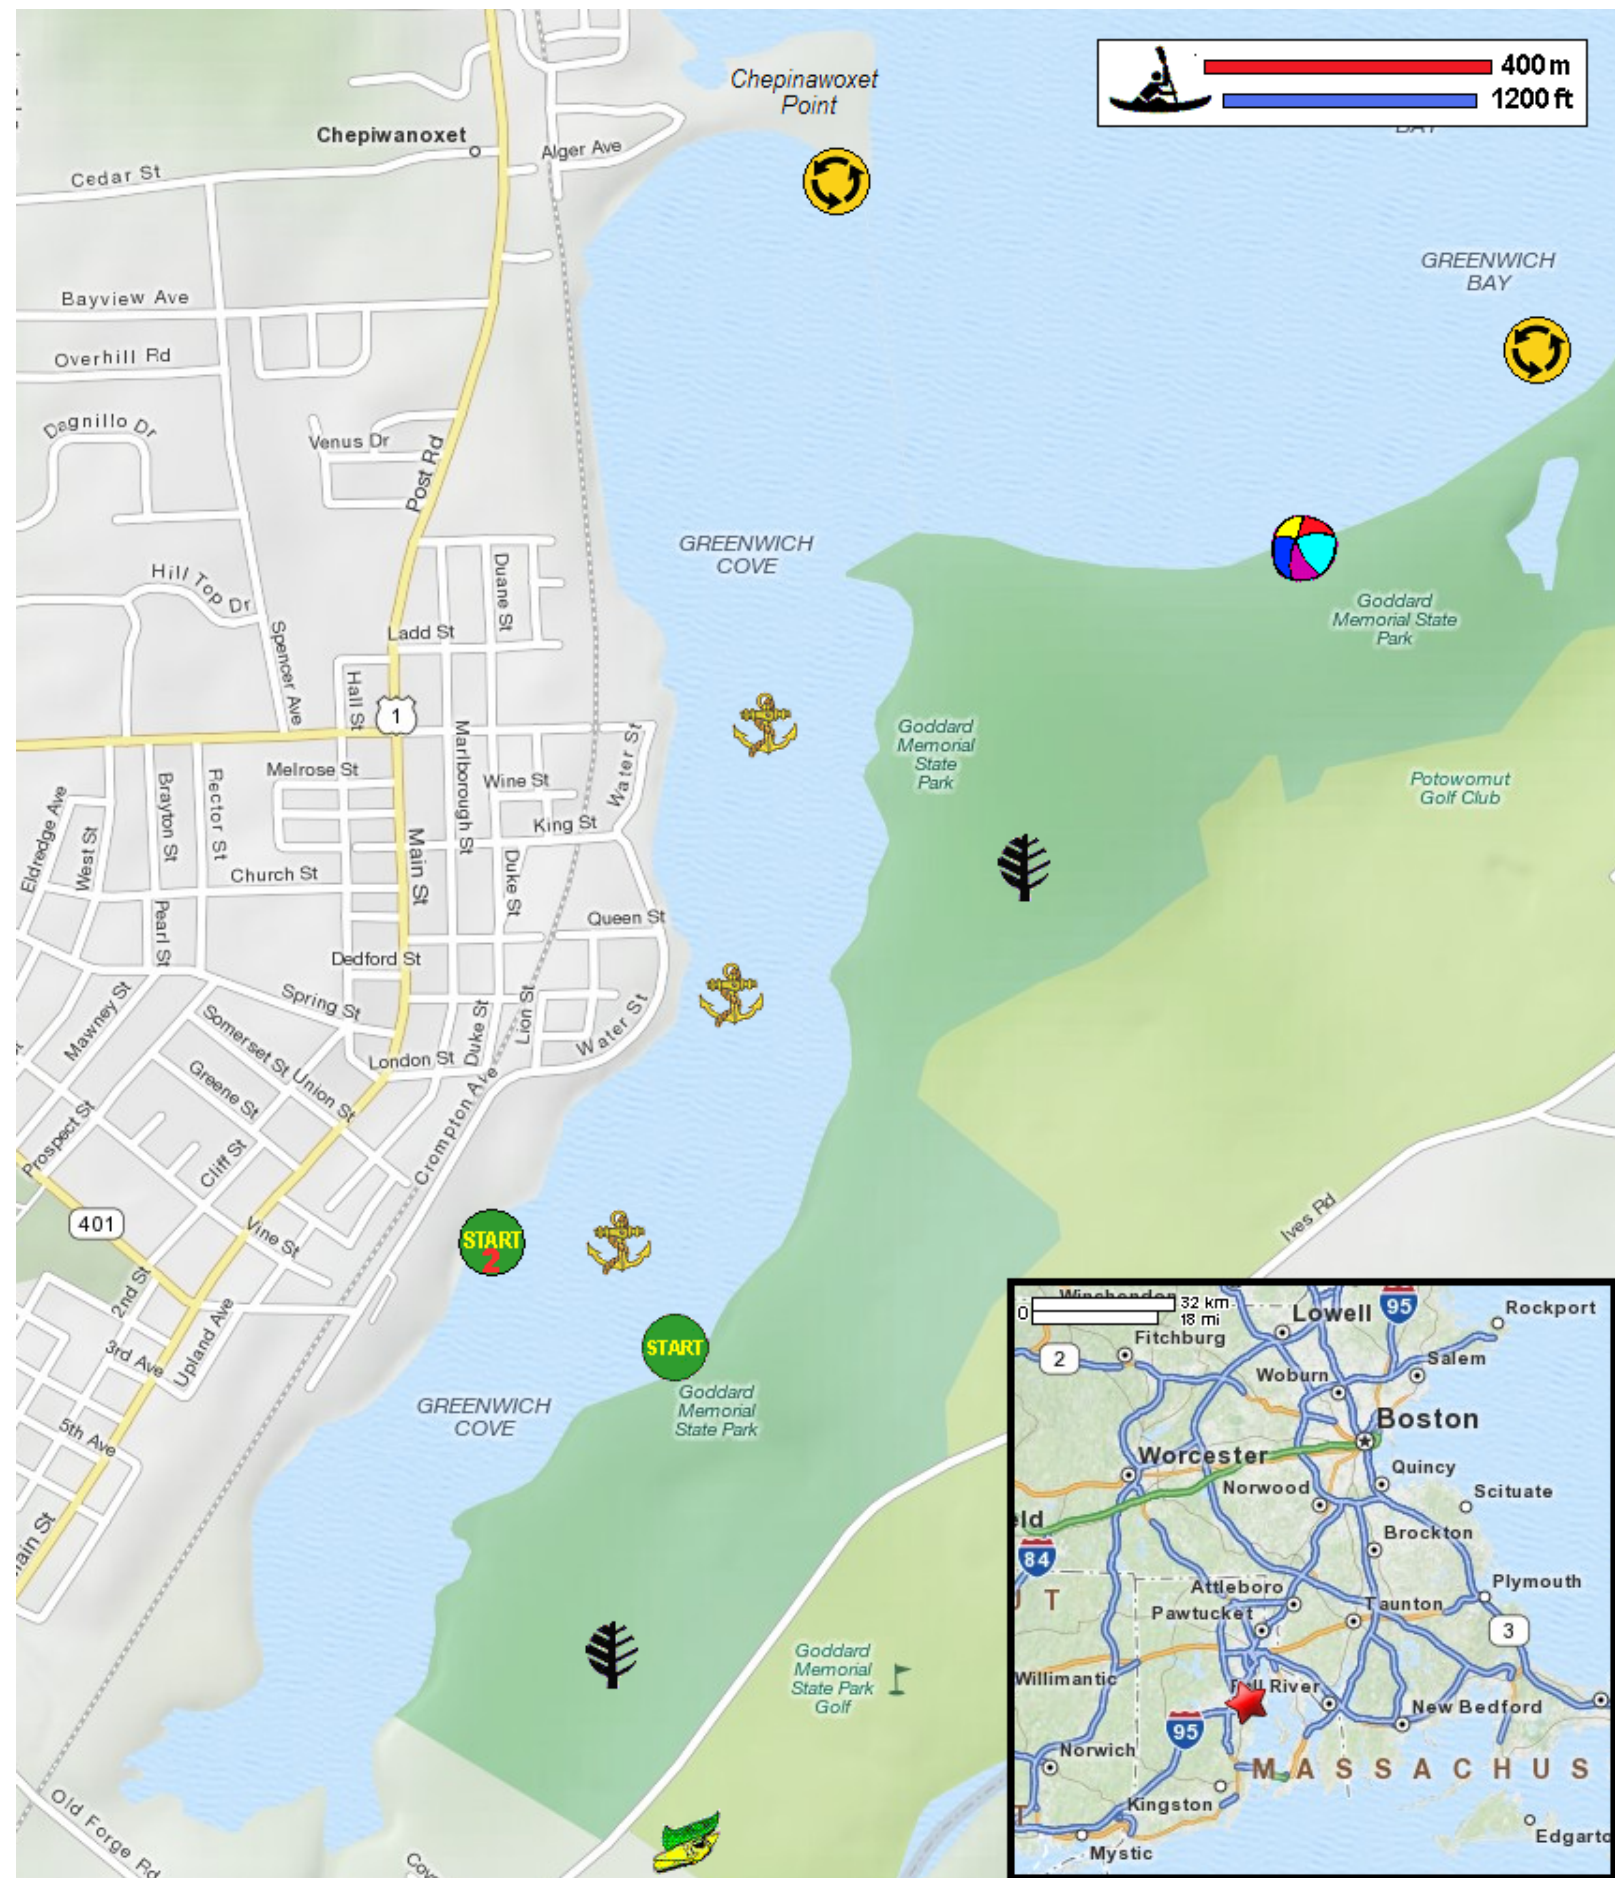 Chepinawoxet
Point
400 m
1200 ft
BAY
Chepiwanoxet
Alger Ave
Cedar St
GREENWICH
BAY
Bayview Ave
Overhill Rd
Dagnillo Dr
Venus Dr
Post Rd
GREENWICH
COVE
Duane St
Hill Top Dr
Goddard
Memorial State
Park
Ladd St
Spencer Ave
Hall St
1
Marlborough St
Water St
Goddard
Memorial
State
Park
Melrose St
Wine St
Potowomut
Golf Club
Eldredge Ave
West St
Brayton St
Rector St
Main St
King St
Church St
Duke St
Pearl St
Queen St
Dedford St
Spring St
Mawney St
Somerset St
Duke St
Lion St
Water St
London St
Greene St
Union St
Crompton Ave
Prospect St
Cliff St
401
Vine St
START
2
Ives Rd
2nd St
START
3rd Ave
Upland Ave
GREENWICH
COVE
Goddard
Memorial
State Park
5th Ave
ain St
Goddard
Memorial
State Park
Golf
Old Forge Rd
Cov
0
32 km
18 mi
Winchendon
Lowell
95
Rockport
Fitchburg
2
Salem
Woburn
Boston
Worcester
Quincy
Norwood
Scituate
eld
Brockton
84
Attleboro
Plymouth
U T
Pawtucket
Taunton
3
Willimantic
Fall River
New Bedford
95
Norwich
MASSACHUS
Kingston
T
Edgarto
Mystic